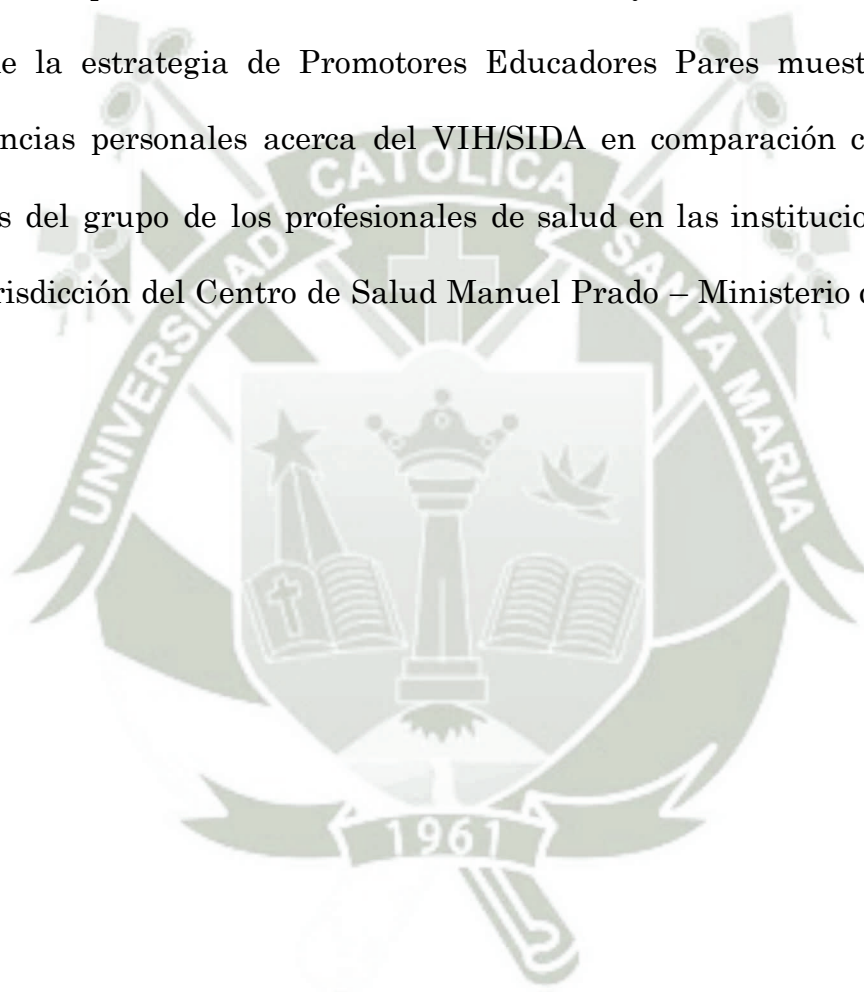 e la estrategia de Promotores Educadores Pares muest
ncias personales acerca del VIH/SIDA en comparación c
s del grupo de los profesionales de salud en las institucio
risdicción del Centro de Salud Manuel Prado – Ministerio
UNIVERSIDAD CATOLICA SANTA MARIA
1961